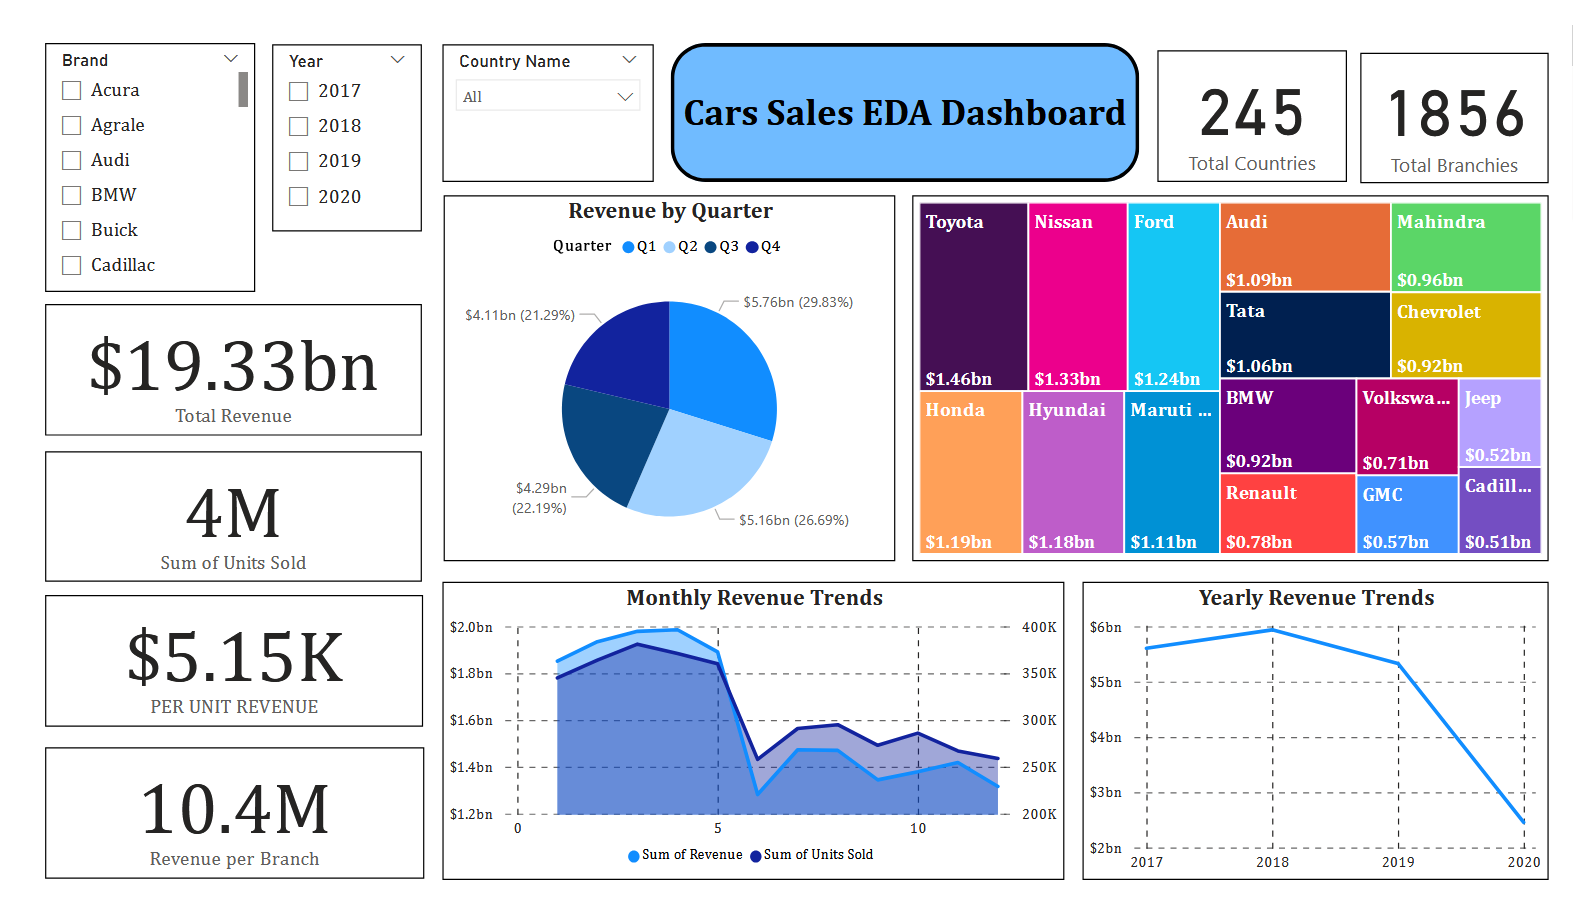 Brand
Acura
Agrale
Audi
BMW
Buick
Cadillac
Year
2017
2018
2019
2020
Country Name
All
Cars Sales EDA Dashboard
245
Total Countries
1856
Total Branchies
$19.33bn
Total Revenue
4M
Sum of Units Sold
$5.15K
PER UNIT REVENUE
10.4M
Revenue per Branch
Revenue by Quarter
Quarter Q1 Q2 Q3 Q4
$5.76bn (29.83%)
$4.11bn (21.29%)
$4.29bn
(22.19%)
$5.16bn (26.69%)
Toyota
$1.46bn
Nissan
$1.33bn
Ford
$1.24bn
Audi
$1.09bn
Mahindra
$0.96bn
Tata
$1.06bn
Chevrolet
$0.92bn
Honda
$1.19bn
Hyundai
$1.18bn
Maruti ...
$1.11bn
BMW
$0.92bn
Volkswa...
$0.71bn
Jeep
$0.52bn
Renault
$0.78bn
GMC
$0.57bn
Cadill...
$0.51bn
Monthly Revenue Trends
$2.0bn
$1.8bn
$1.6bn
$1.4bn
$1.2bn
400K
350K
300K
250K
200K
0 5 10
Sum of Revenue Sum of Units Sold
Yearly Revenue Trends
$6bn
$5bn
$4bn
$3bn
$2bn
2017 2018 2019 2020